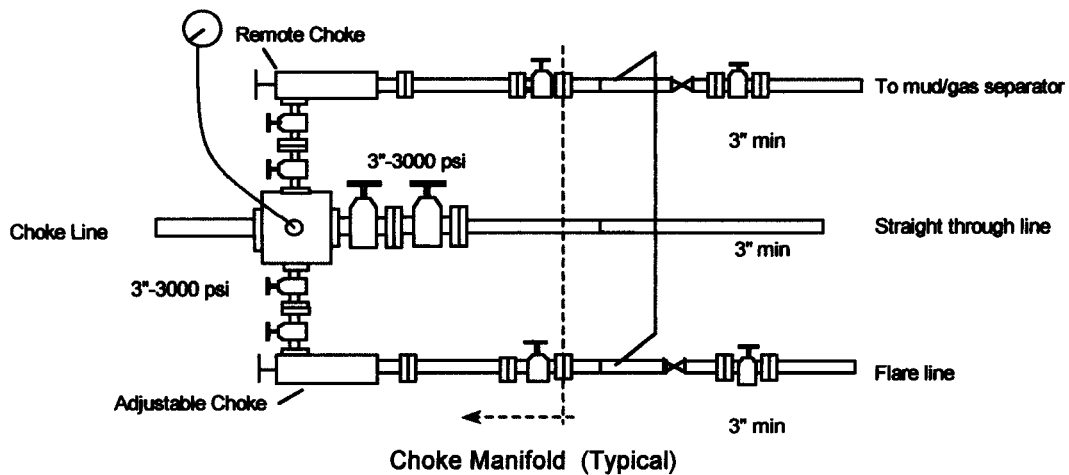 Remote Choke
To mud/gas separator
3" min
3"-3000 psi
Choke Line
Straight through line
3" min
3"-3000 psi
Flare line
Adjustable Choke
3" min
Choke Manifold (Typical)